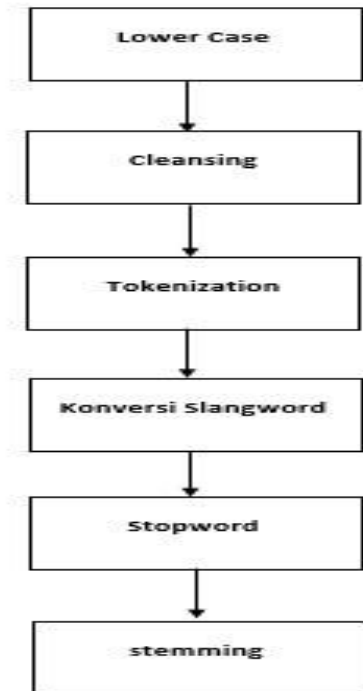 Lower Case
Cleansing
Tokenization
Konversi Slangword
Stopword
stemming